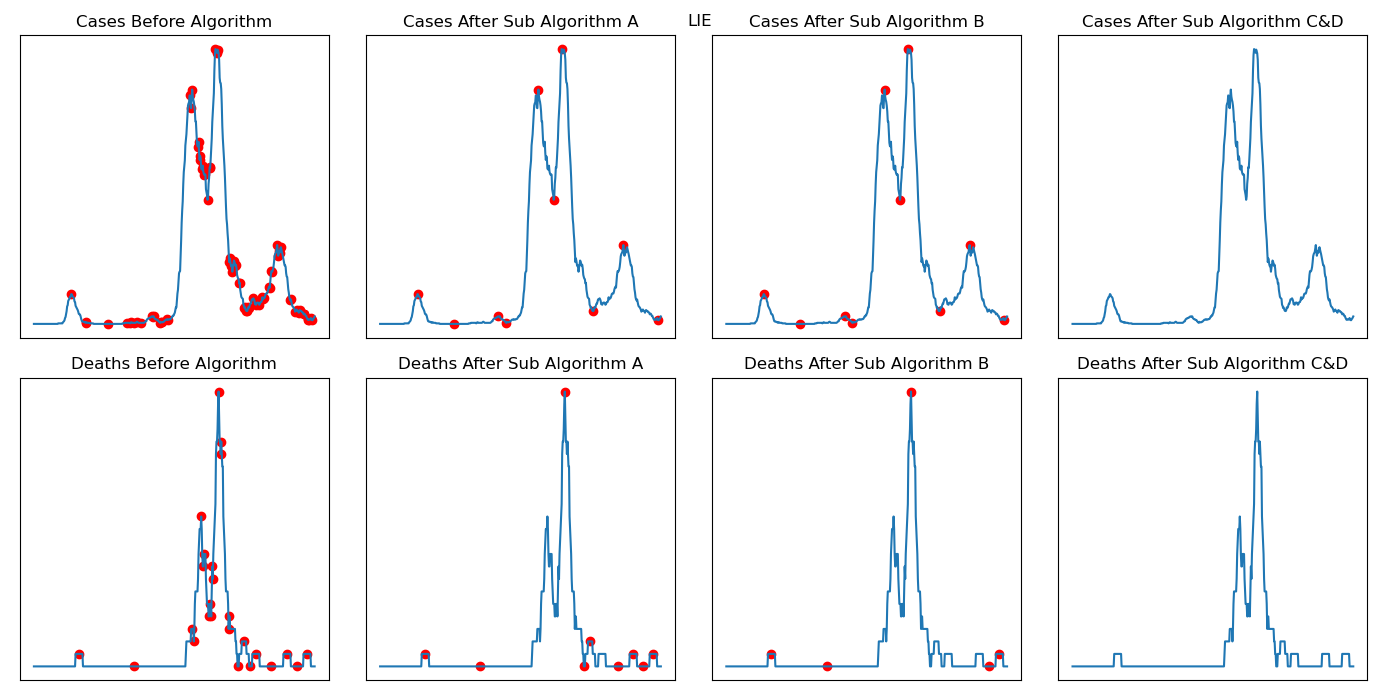 LIE
Cases Before Algorithm
Cases After Sub Algorithm A
Cases After Sub Algorithm B
Cases After Sub Algorithm C&D
Deaths Before Algorithm
Deaths After Sub Algorithm A
Deaths After Sub Algorithm B
Deaths After Sub Algorithm C&D